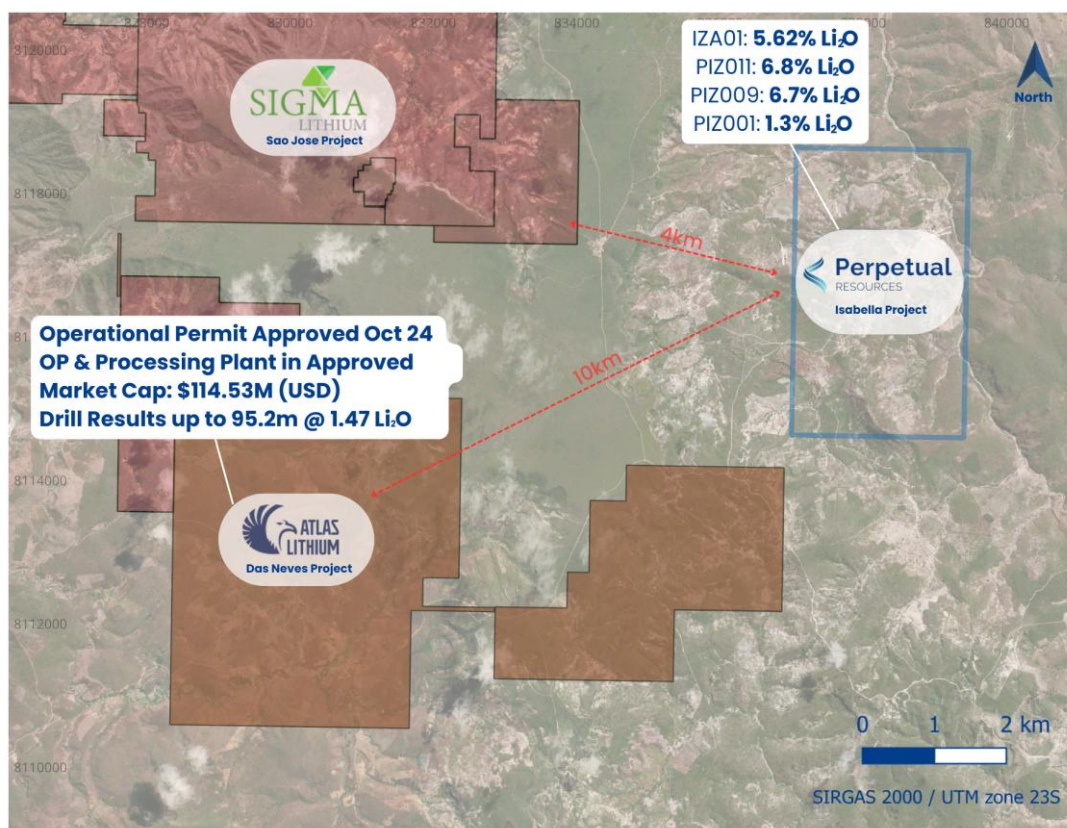 830000
832000
834000
840000
8120000
8118000
8114000
8112000
8110000
SIGMA
LITHIUM
Sao Jose Project
IZA01: 5.62% Li₂O
PIZ011: 6.8% Li₂O
PIZ009: 6.7% Li₂O
PIZ001: 1.3% Li₂O
North
4km
Perpetual
RESOURCES
Isabella Project
10km
Operational Permit Approved Oct 24
OP & Processing Plant in Approved
Market Cap: $114.53M (USD)
Drill Results up to 95.2m @ 1.47 Li₂O
ATLAS
LITHIUM
Das Neves Project
0 1 2 km
SIRGAS 2000 / UTM zone 23S